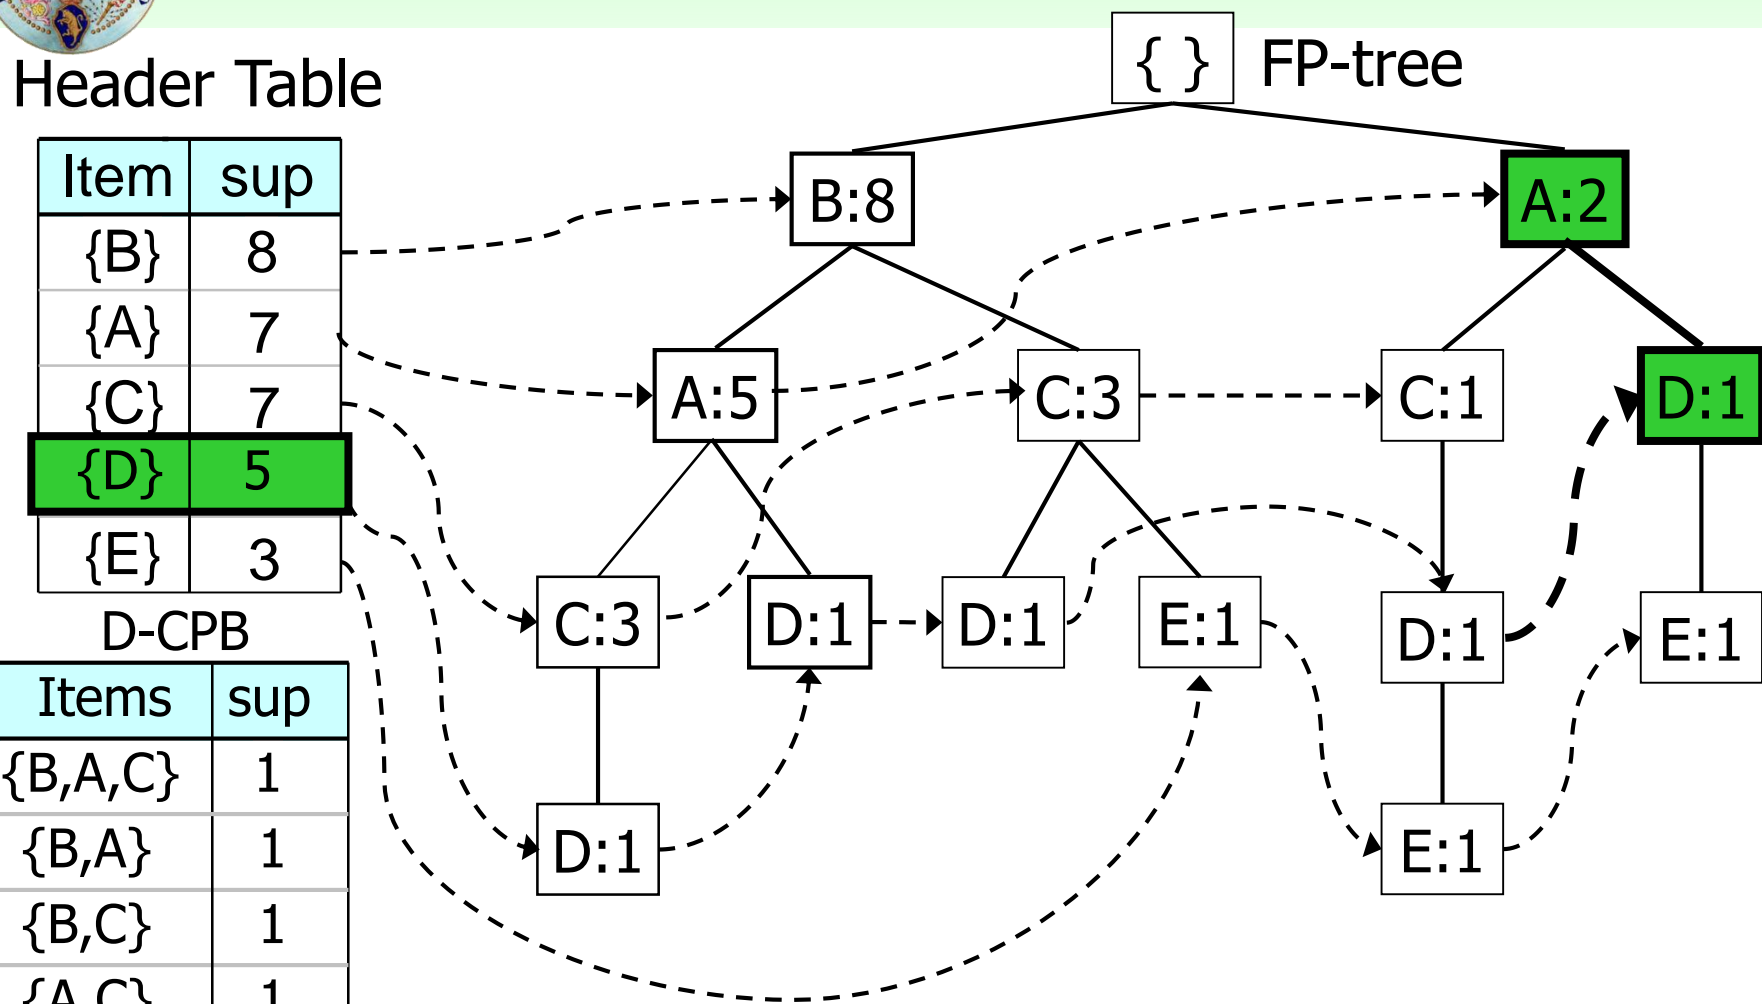 { } FP-tree
Header Table
Item sup
{B} 8
{A} 7
{C} 7
{D} 5
{E} 3
B:8 A:2
A:5 C:3 C:1 D:1
C:3 D:1 D:1 E:1 D:1 E:1
D:1 E:1
D-CPB
Items sup
{B,A,C} 1
{B,A} 1
{B,C} 1
{A,C} 1